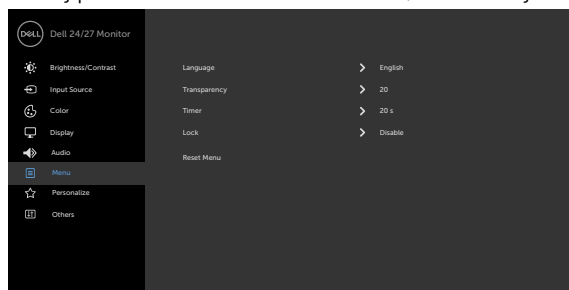 DELL
Dell 24/27 Monitor
Brightness/Contrast
Input Source
Color
Display
Audio
Menu
Personalize
Others
Language English
Transparency 20
Timer 20 s
Lock Disable
Reset Menu